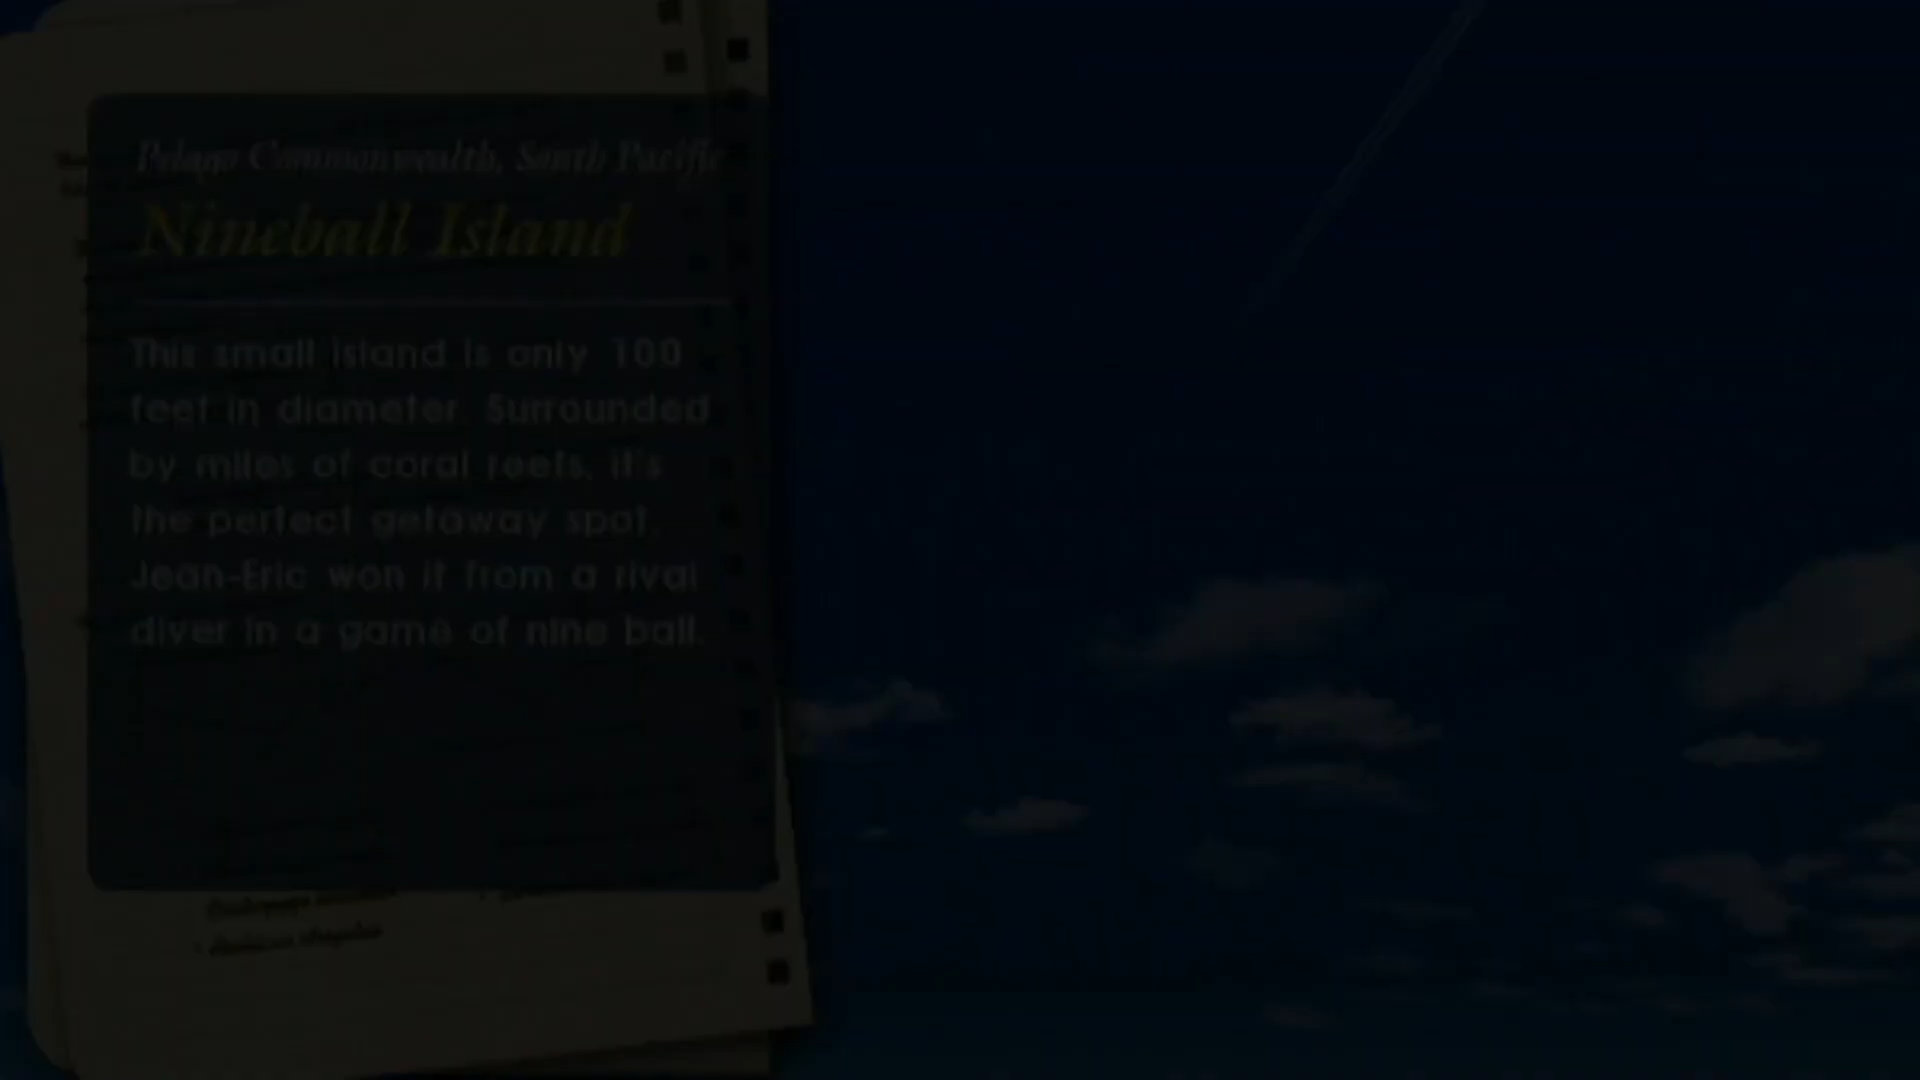 Pelago Commonwealth, South Pacific
Nineball Island
This small island is only 100
feet in diameter. Surrounded
by miles of coral reefs, it's
the perfect getaway spot.
Jean-Eric won it from a rival
diver in a game of nine ball.